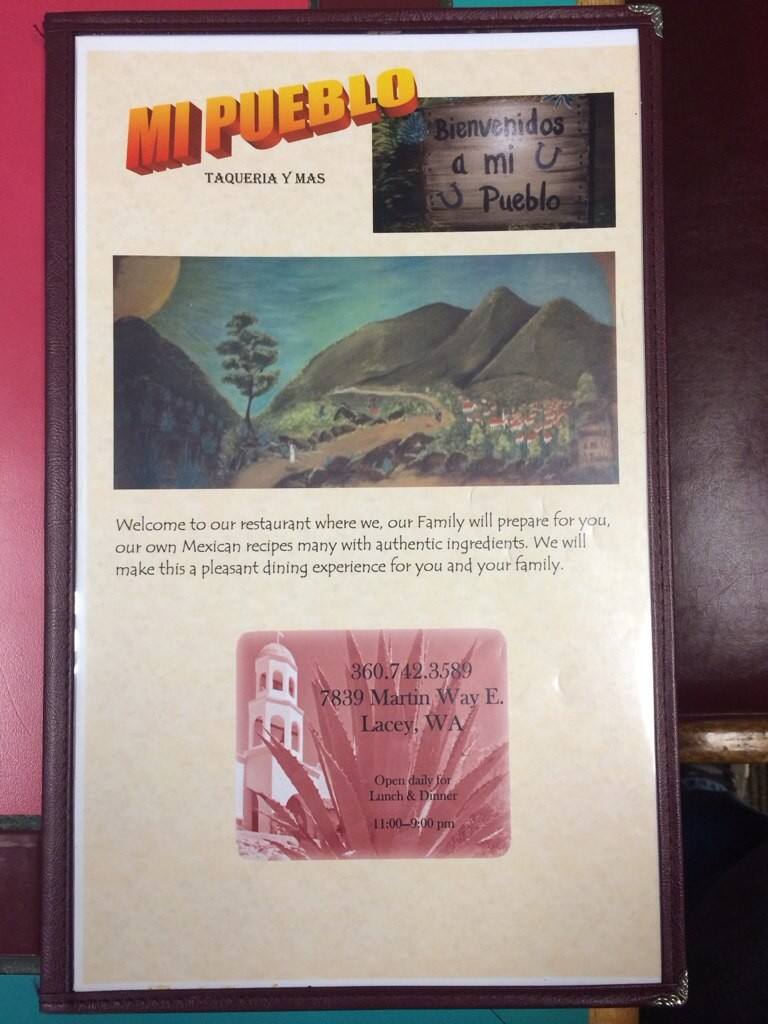 MI PUEBLO
TAQUERIA Y MAS
Bienvenidos
a mi
Pueblo
Welcome to our restaurant where we, our Family will prepare for you,
our own Mexican recipes many with authentic ingredients. We will
make this a pleasant dining experience for you and your family.
360.742.3589
7839 Martin Way E.
Lacey, WA
Open daily for
Lunch & Dinner
11:00–9:00 pm